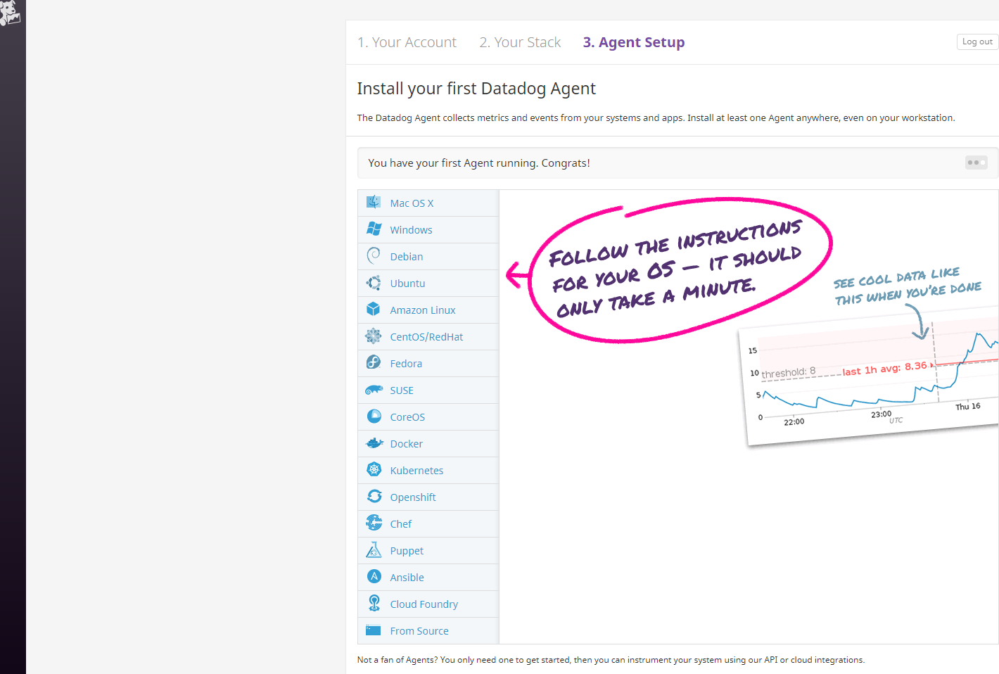 1. Your Account 2. Your Stack 3. Agent Setup Log out
Install your first Datadog Agent
The Datadog Agent collects metrics and events from your systems and apps. Install at least one Agent anywhere, even on your workstation.
You have your first Agent running. Congrats!
Mac OS X
Windows
Debian
Ubuntu
Amazon Linux
CentOS/RedHat
Fedora
SUSE
CoreOS
Docker
Kubernetes
Openshift
Chef
Puppet
Ansible
Cloud Foundry
From Source
FOLLOW THE INSTRUCTIONS
FOR YOUR OS — IT SHOULD
ONLY TAKE A MINUTE.
SEE COOL DATA LIKE
THIS WHEN YOU'RE DONE
15
10
5
0
threshold: 8
last 1h avg: 8.36
22:00
23:00
UTC
Thu 16
Not a fan of Agents? You only need one to get started, then you can instrument your system using our API or cloud integrations.